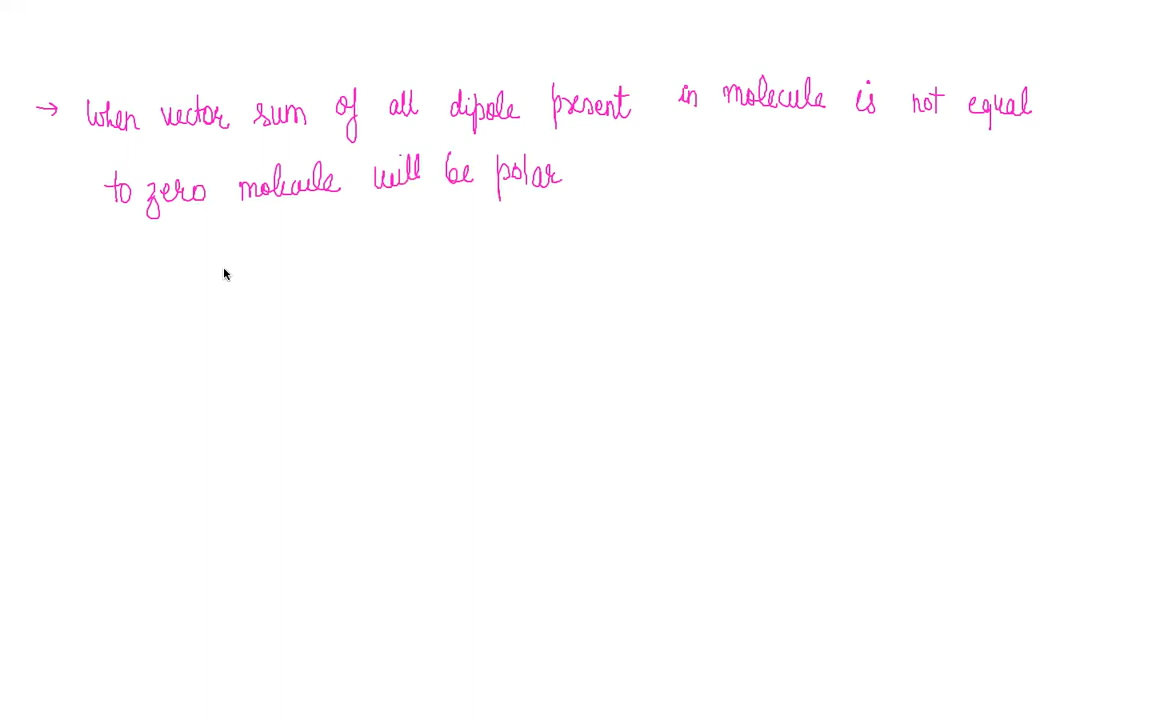 → When vector sum of all dipole present in molecule is not equal
to zero molecule will be polar